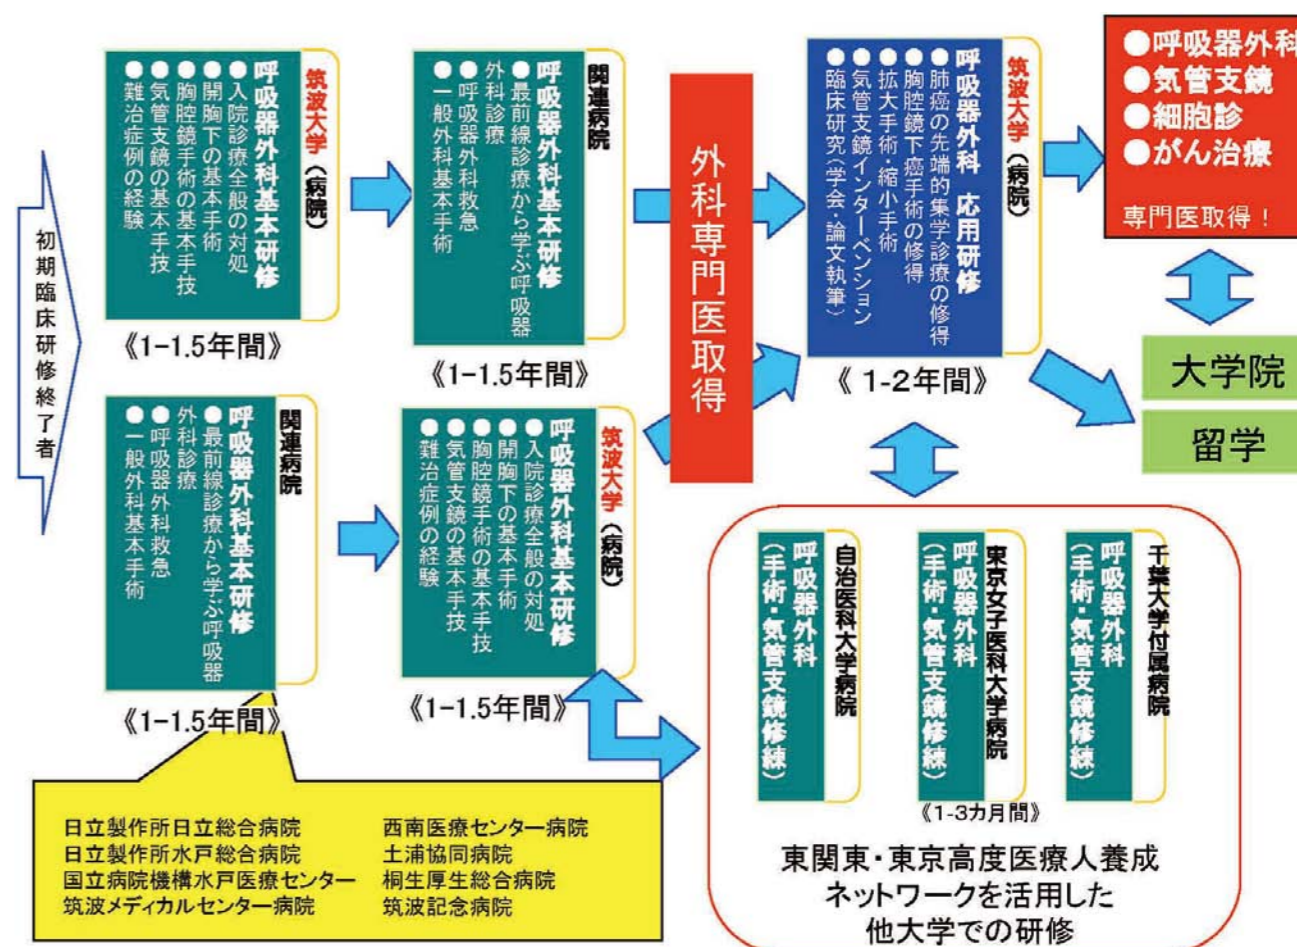 初期臨床研修終了者
筑波大学（病院）
呼吸器外科基本研修
●入院診療全般の対処
●開胸下の基本手術
●胸腔鏡手術の基本手技
●気管支鏡の基本手技
●難治症例の経験
《1-1.5年間》
関連病院
呼吸器外科基本研修
●最前線診療から学ぶ呼吸器
外科診療
●呼吸器外科救急
●一般外科基本手術
《1-1.5年間》
関連病院
呼吸器外科基本研修
●最前線診療から学ぶ呼吸器
外科診療
●呼吸器外科救急
●一般外科基本手術
《1-1.5年間》
筑波大学（病院）
呼吸器外科基本研修
●入院診療全般の対処
●開胸下の基本手術
●胸腔鏡手術の基本手技
●気管支鏡の基本手技
●難治症例の経験
《1-1.5年間》
外科専門医取得
筑波大学（病院）
呼吸器外科 応用研修
●肺癌の先端的集学診療の修得
●胸腔鏡下癌手術の修得
●拡大手術・縮小手術
●気管支鏡インターベンション
●臨床研究（学会・論文執筆）
《 1-2年間》
●呼吸器外科
●気管支鏡
●細胞診
●がん治療
専門医取得！
大学院
留学
日立製作所日立総合病院
日立製作所水戸総合病院
国立病院機構水戸医療センター
筑波メディカルセンター病院
西南医療センター病院
土浦協同病院
桐生厚生総合病院
筑波記念病院
自治医科大学病院
呼吸器外科
（手術・気管支鏡修練）
東京女子医科大学病院
呼吸器外科
（手術・気管支鏡修練）
千葉大学付属病院
呼吸器外科
（手術・気管支鏡修練）
《1-3カ月間》
東関東・東京高度医療人養成
ネットワークを活用した
他大学での研修